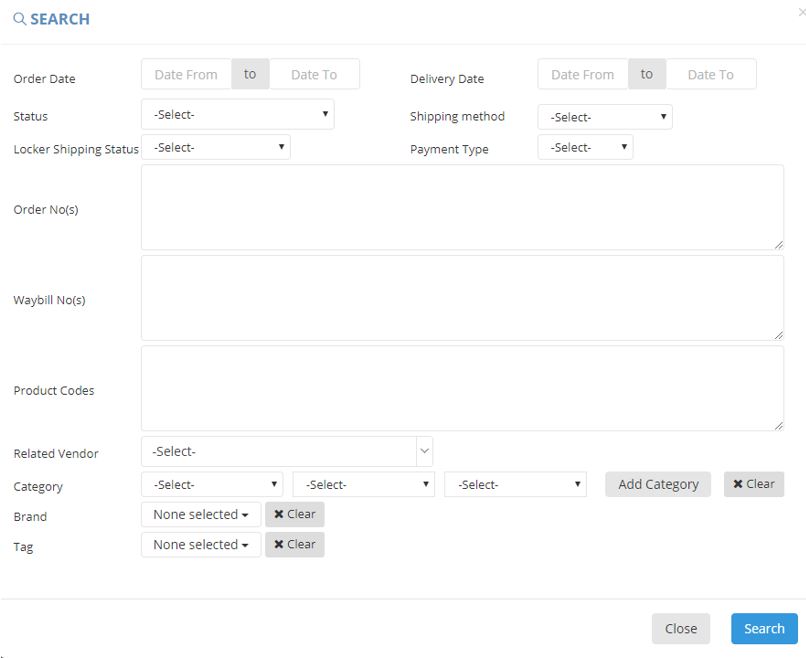 SEARCH
Order Date Date From to Date To Delivery Date Date From to Date To
Status -Select- Shipping method -Select-
Locker Shipping Status -Select- Payment Type -Select-
Order No(s)
Waybill No(s)
Product Codes
Related Vendor -Select-
Category -Select- -Select- -Select- Add Category ✖ Clear
Brand None selected ✖ Clear
Tag None selected ✖ Clear
Close Search